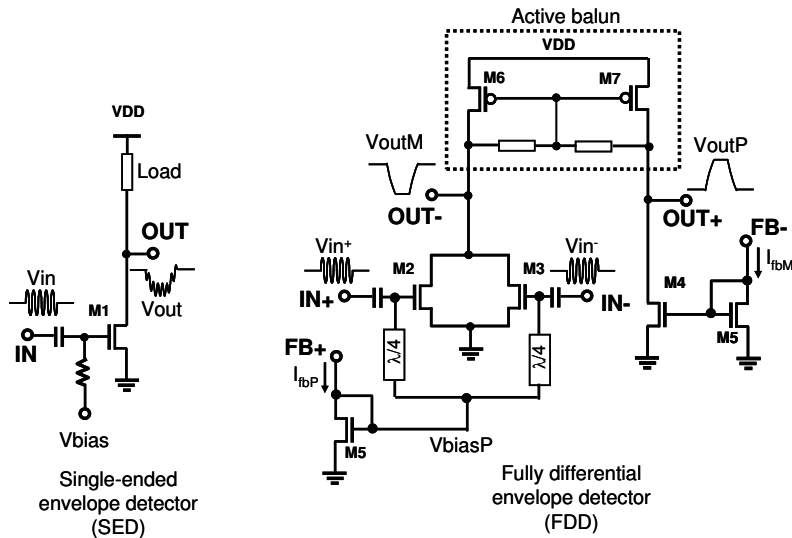 Active balun
VDD
M6
M7
VDD
Load
VoutM
VoutP
OUT
OUT-
OUT+
FB-
I_fbM
Vin
Vout
Vin+
M2
M3
Vin-
M4
M1
IN
IN+
IN-
M5
λ/4
λ/4
FB+
I_fbP
Vbias
M5
VbiasP
Single-ended
envelope detector
(SED)
Fully differential
envelope detector
(FDD)